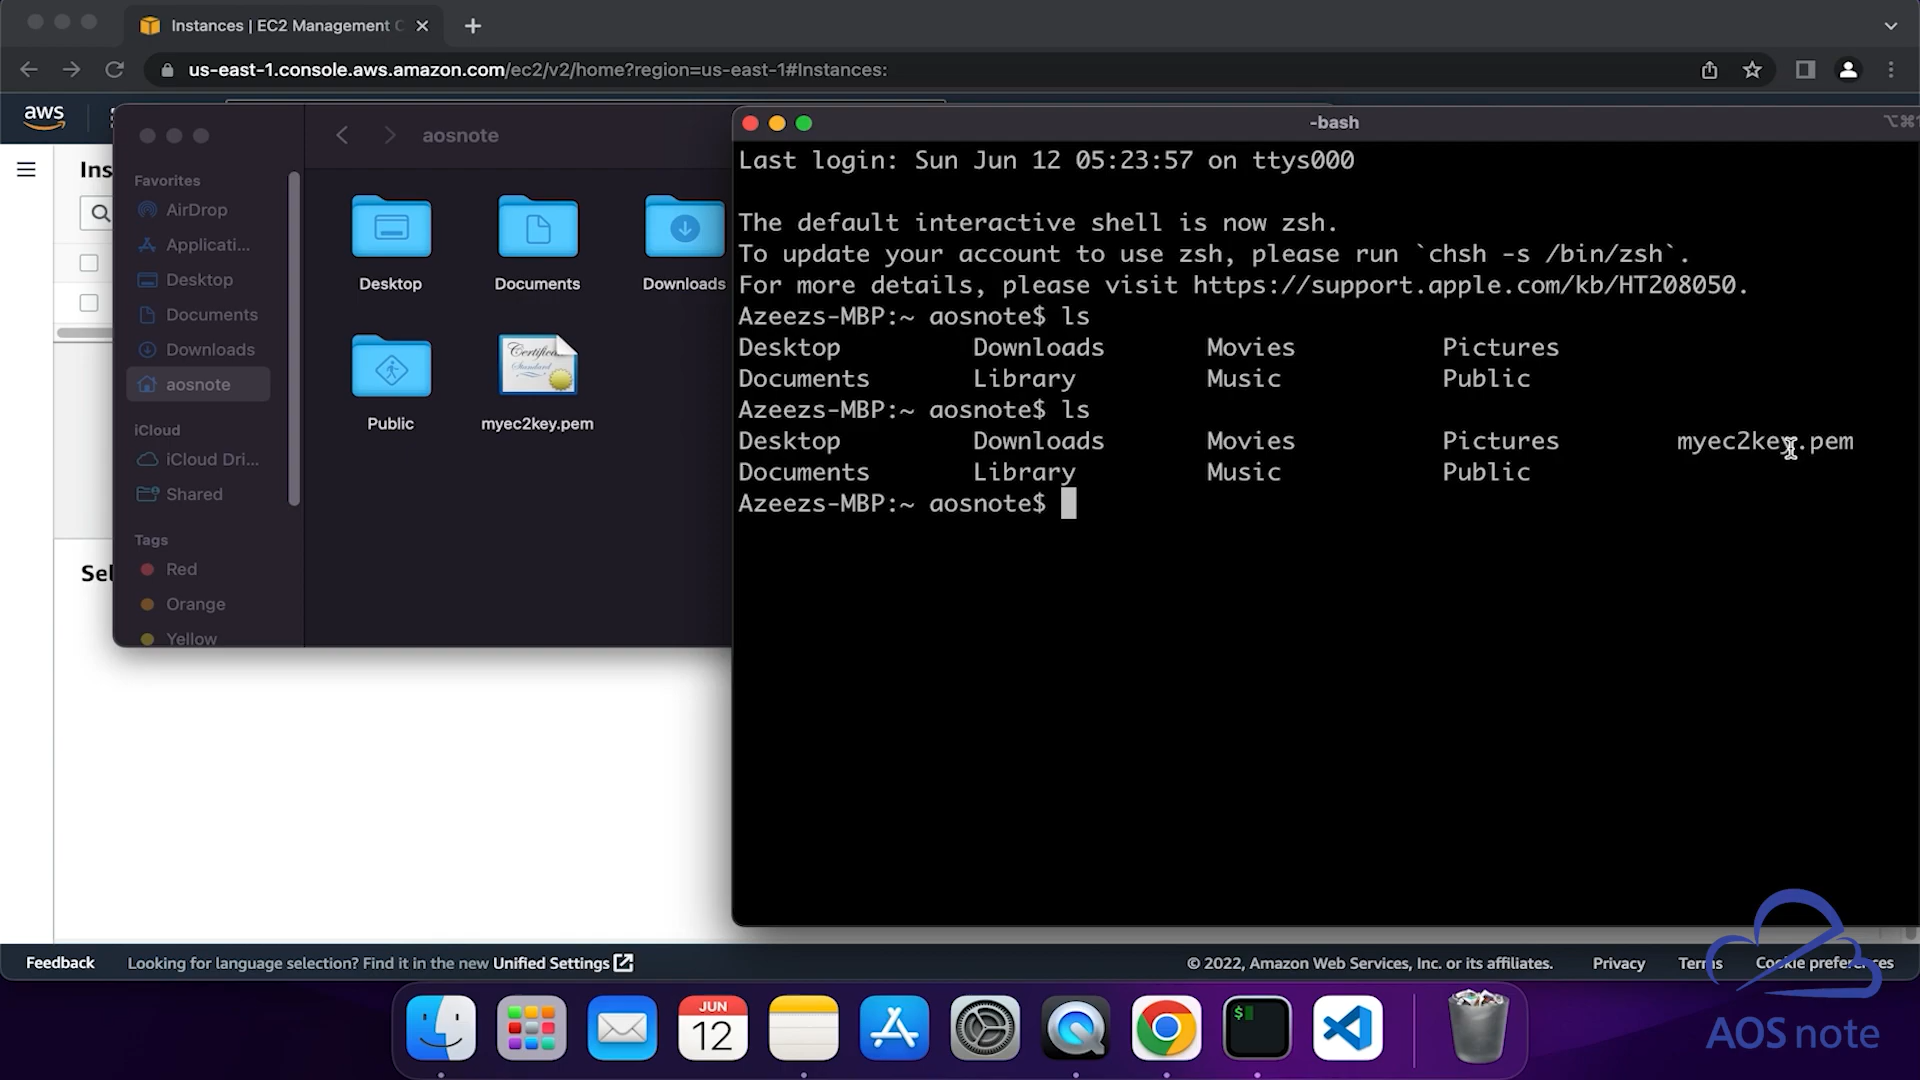 Instances | EC2 Management C
us-east-1.console.aws.amazon.com/ec2/v2/home?region=us-east-1#Instances:
aws
Ins
Sel
aosnote
Favorites
AirDrop
Applicati...
Desktop
Documents
Downloads
aosnote
iCloud
iCloud Dri...
Shared
Tags
Red
Orange
Yellow
Desktop
Documents
Downloads
Public
Certificate
Standard
myec2key.pem
-bash
⌥⌘1
Last login: Sun Jun 12 05:23:57 on ttys000
The default interactive shell is now zsh.
To update your account to use zsh, please run `chsh -s /bin/zsh`.
For more details, please visit https://support.apple.com/kb/HT208050.
Azeezs-MBP:~ aosnote$ ls
Desktop Downloads Movies Pictures
Documents Library Music Public
Azeezs-MBP:~ aosnote$ ls
Desktop Downloads Movies Pictures myec2key.pem
Documents Library Music Public
Azeezs-MBP:~ aosnote$
Feedback Looking for language selection? Find it in the new Unified Settings
© 2022, Amazon Web Services, Inc. or its affiliates. Privacy Terms Cookie preferences
JUN
12
$
AOS note